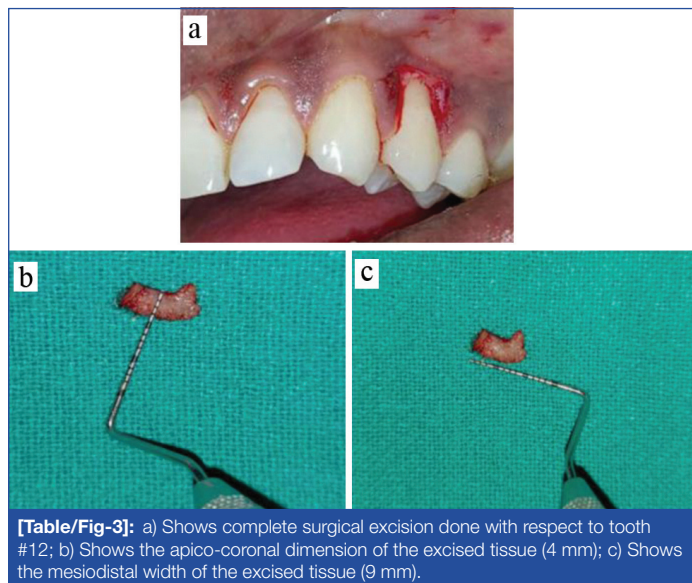 a
b
c
[Table/Fig-3]: a) Shows complete surgical excision done with respect to tooth
#12; b) Shows the apico-coronal dimension of the excised tissue (4 mm); c) Shows
the mesiodistal width of the excised tissue (9 mm).